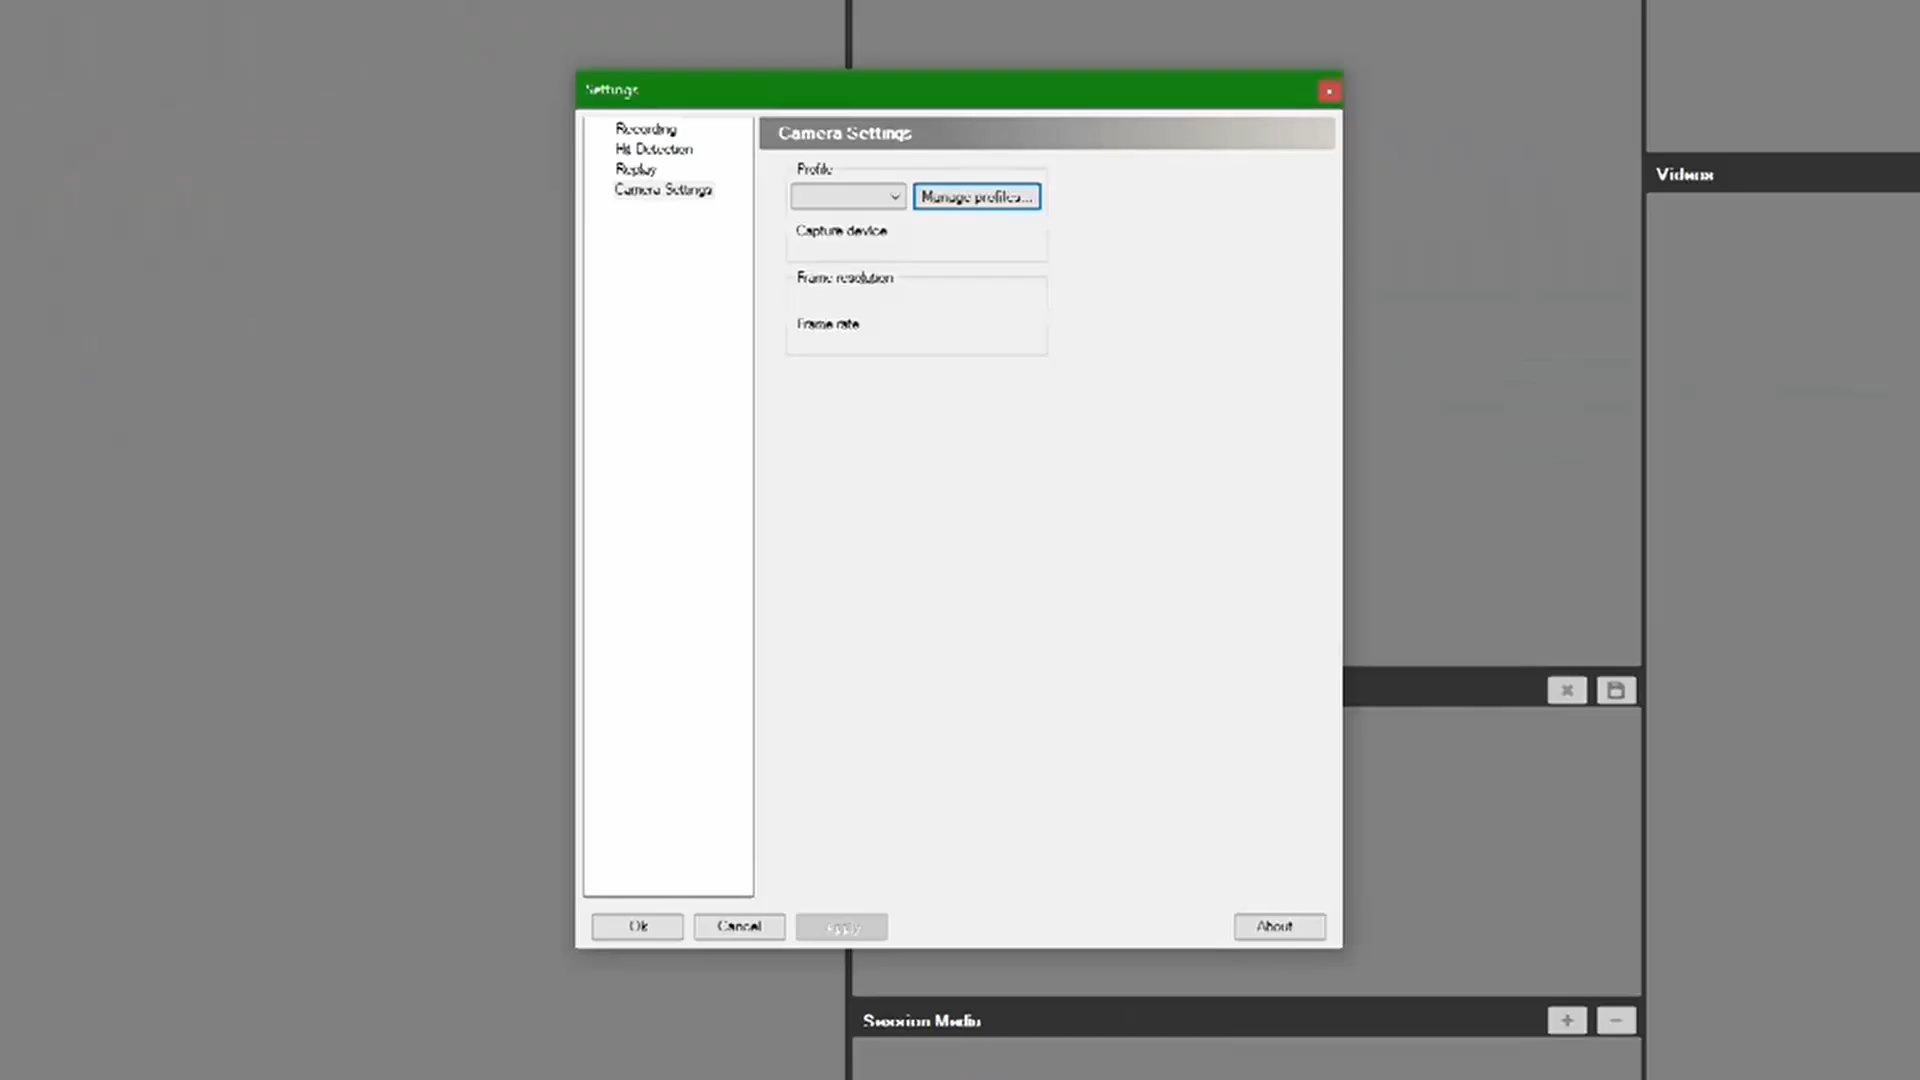 Settings
Recording
Hit Detection
Replay
Camera Settings
Camera Settings
Profile
Manage profiles...
Capture device
Frame resolution
Frame rate
Ok
Cancel
Apply
About
Videos
Session Media